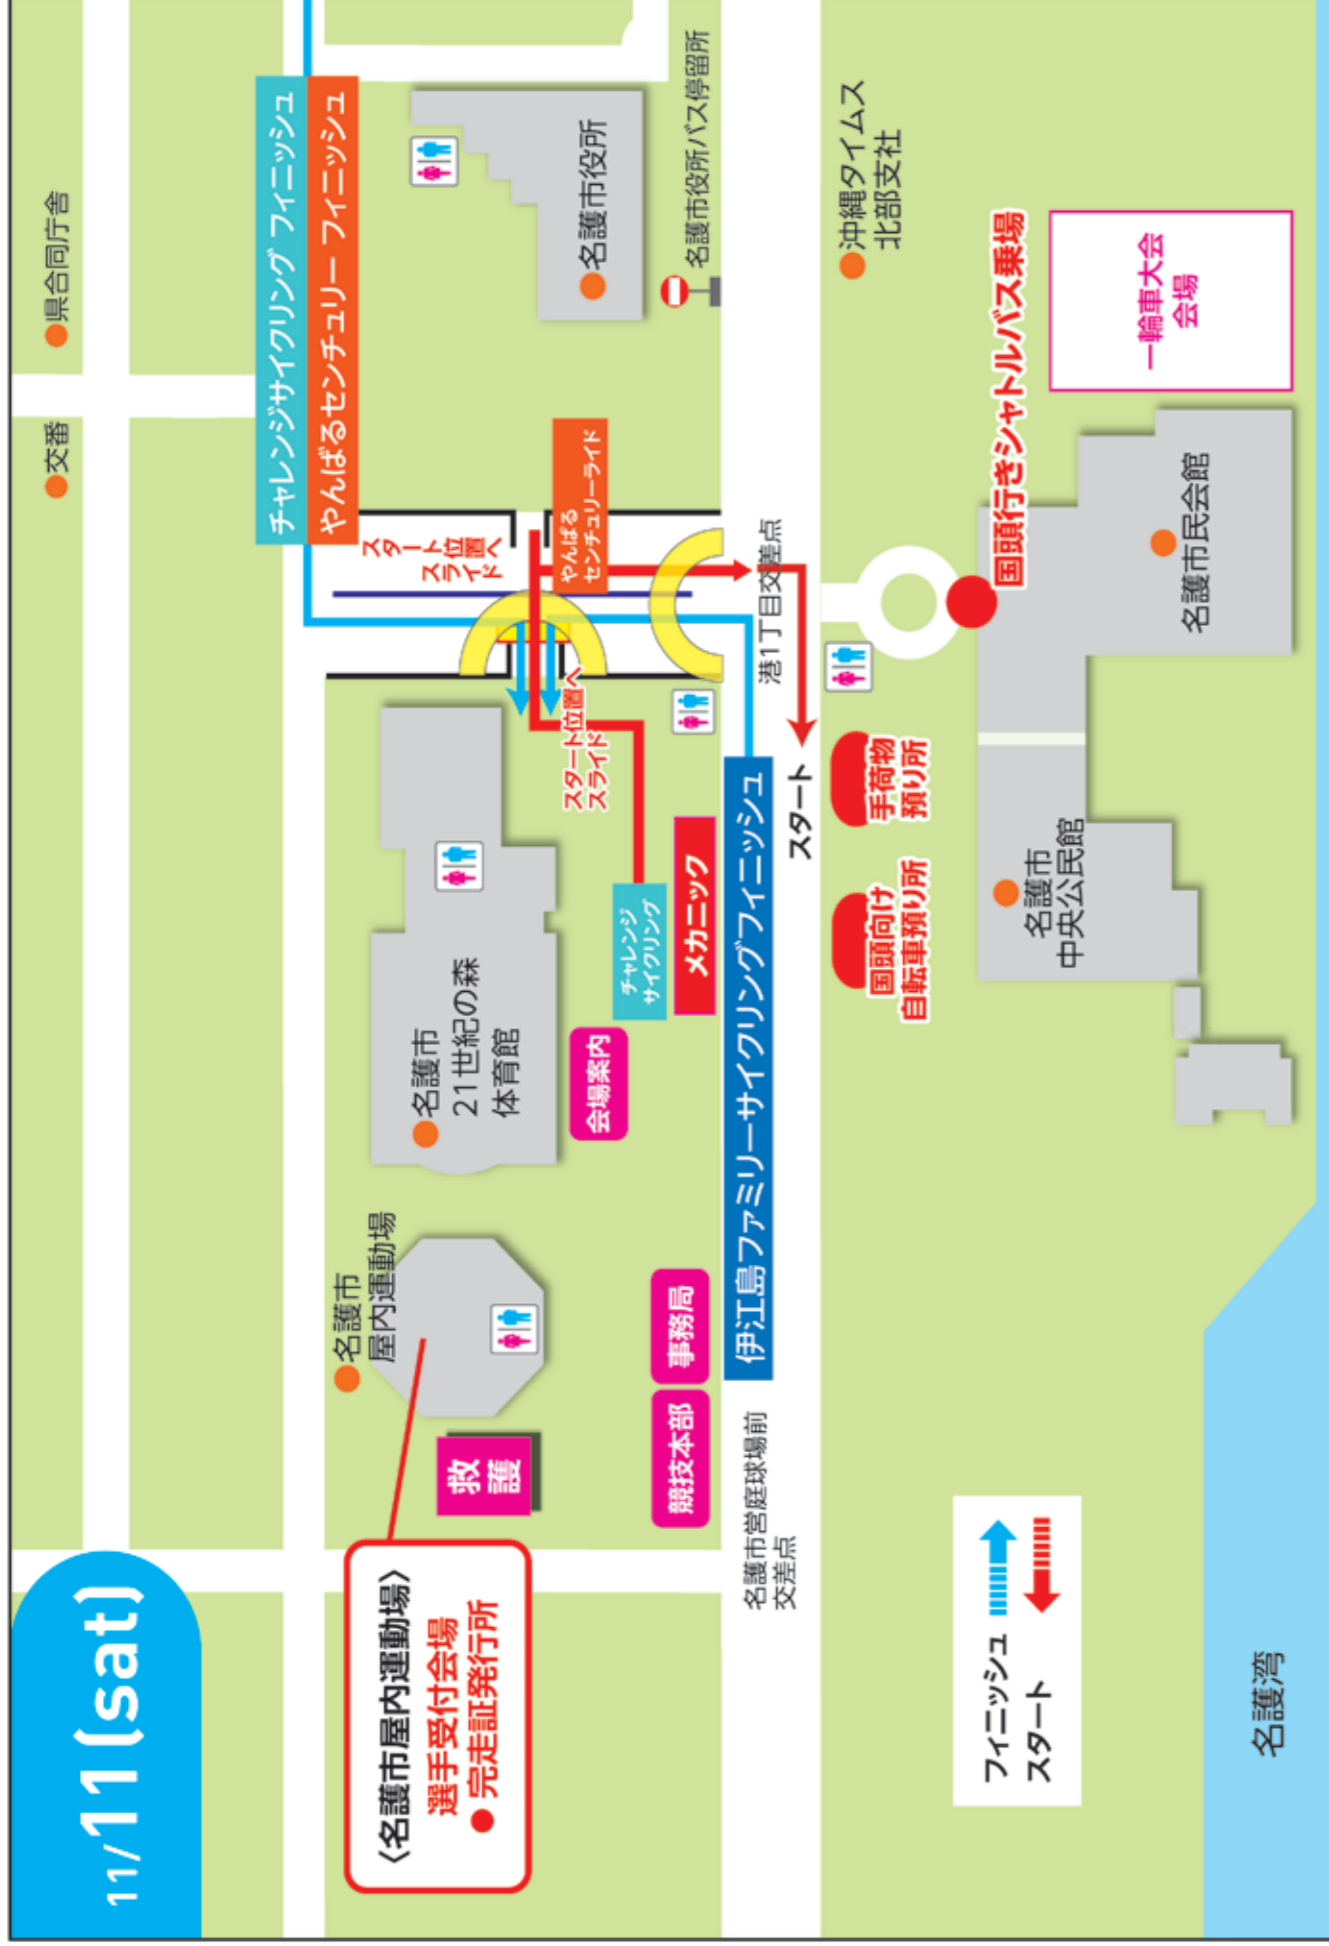 11/11(sat)
交番
県合同庁舎
チャレンジサイクリング フィニッシュ
やんばるセンチュリー フィニッシュ
〈名護市屋内運動場〉
選手受付会場
●完走証発行所
名護市
屋内運動場
救
護
名護市
21世紀の森
体育館
スタート位置へ
スライド
やんばる
センチュリーライド
名護市役所
名護市役所バス停留所
会場案内
チャレンジ
サイクリング
スタート位置へ
スライド
競技本部
事務局
メカニック
名護市営庭球場前
交差点
伊江島ファミリーサイクリングフィニッシュ
港1丁目交差点
スタート
国頭向け
自転車預り所
手荷物
預り所
沖縄タイムス
北部支社
国頭行きシャトルバス乗場
名護市
中央公民館
名護市民会館
一輪車大会
会場
フィニッシュ
スタート
名護湾